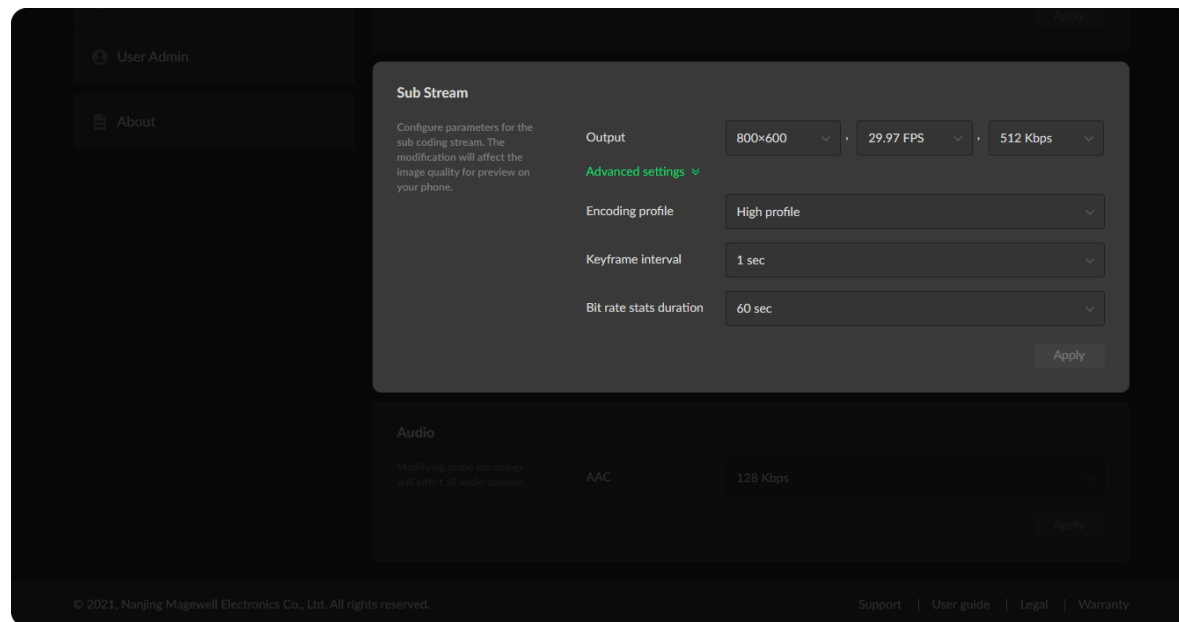 Apply
User Admin
About
Sub Stream
Configure parameters for the
sub coding stream. The
modification will affect the
image quality for preview on
your phone.
Output 800×600 , 29.97 FPS , 512 Kbps
Advanced settings
Encoding profile High profile
Keyframe interval 1 sec
Bit rate stats duration 60 sec
Apply
Audio
Modifying audio encodings
will affect all audio streams.
AAC 128 Kbps
Apply
© 2021, Nanjing Magewell Electronics Co., Ltd. All rights reserved.
Support | User guide | Legal | Warranty